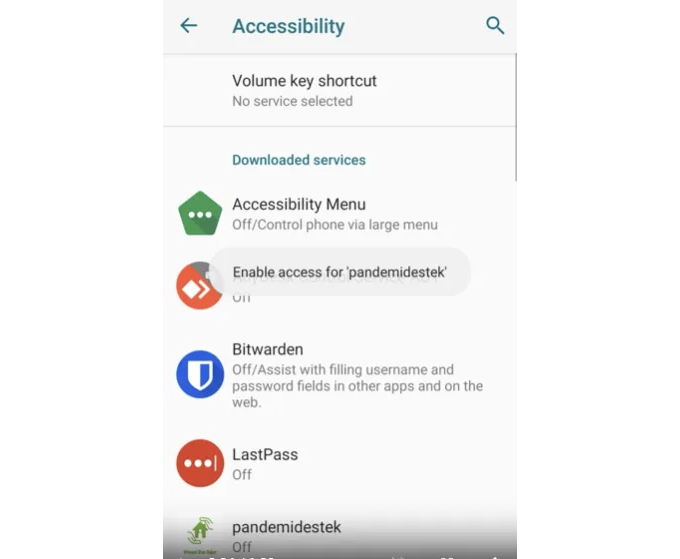 Accessibility
Volume key shortcut
No service selected
Downloaded services
Accessibility Menu
Off/Control phone via large menu
Enable access for 'pandemidestek'
Off
Bitwarden
Off/Assist with filling username and
password fields in other apps and on the
web.
LastPass
Off
pandemidestek
Off